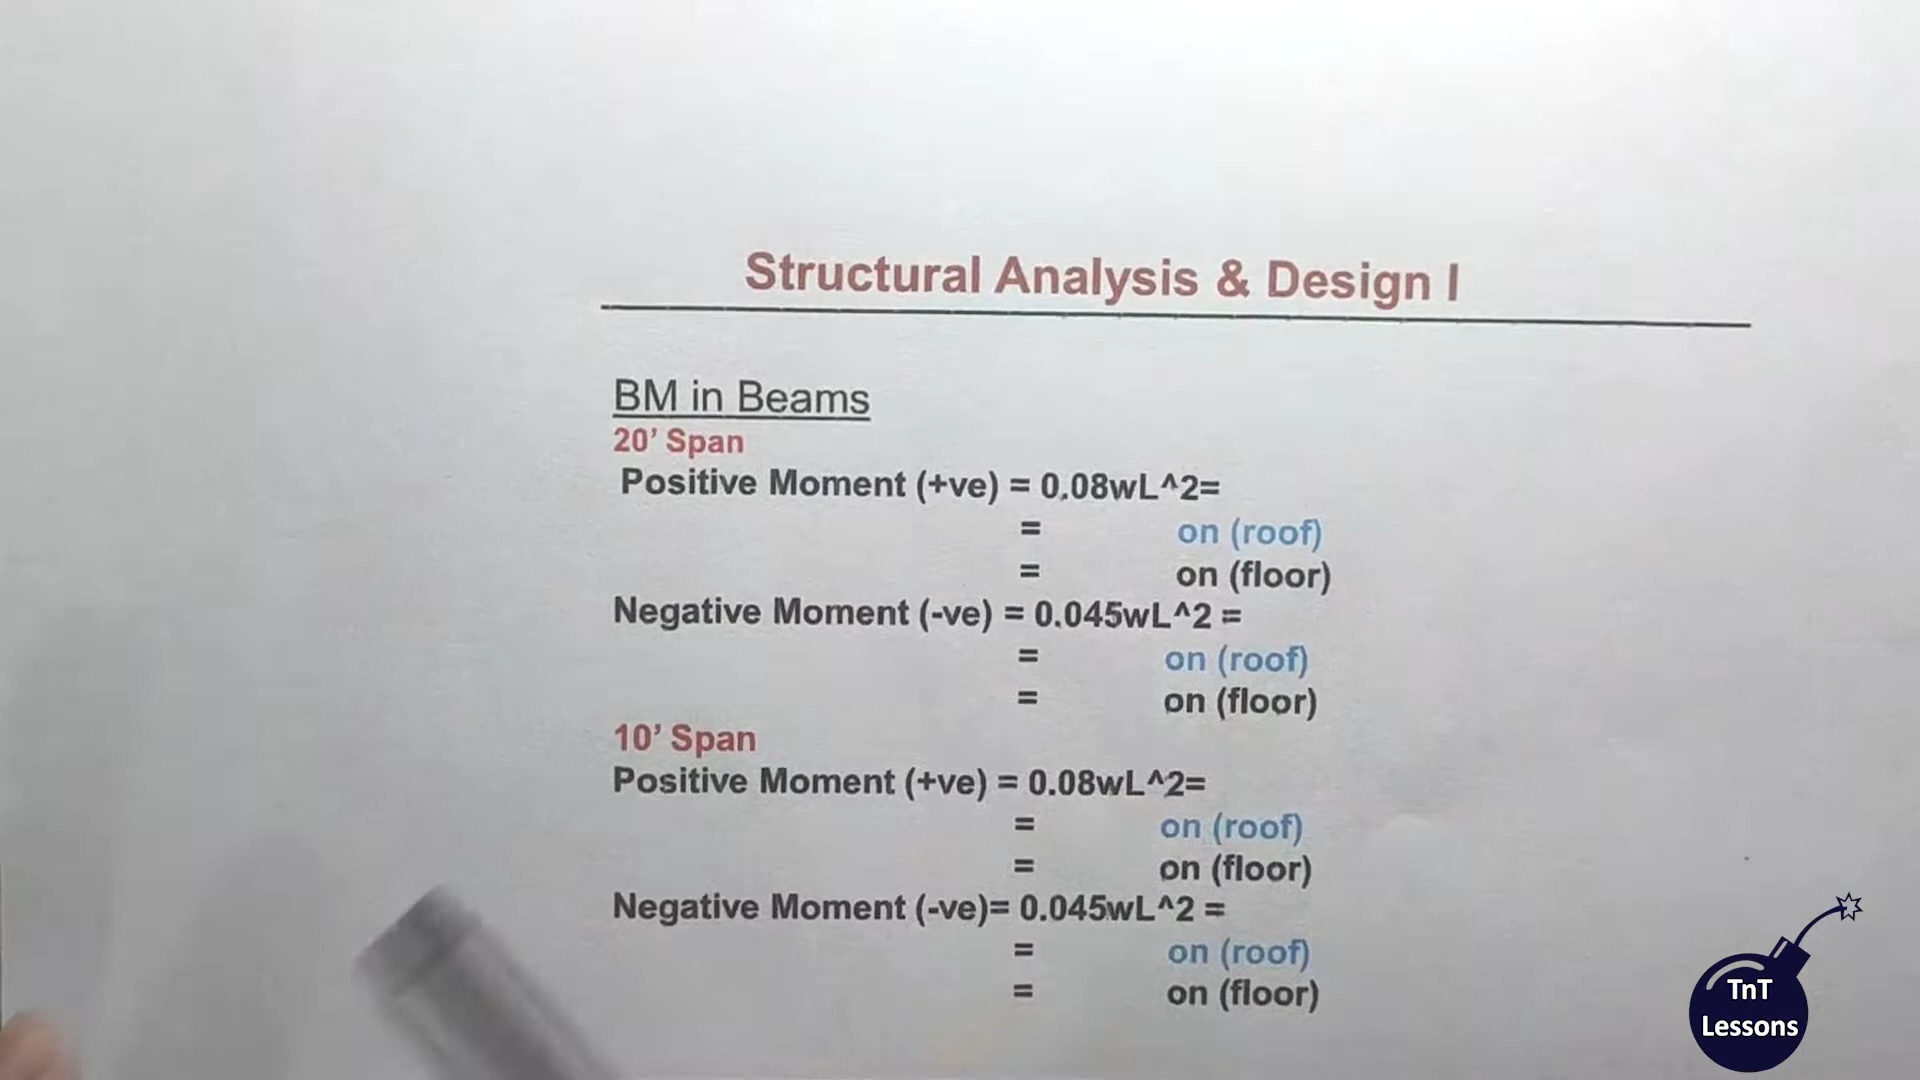 Structural Analysis & Design I
BM in Beams
20’ Span
Positive Moment (+ve) = 0.08wL^2=
= on (roof)
= on (floor)
Negative Moment (-ve) = 0.045wL^2 =
= on (roof)
= on (floor)
10’ Span
Positive Moment (+ve) = 0.08wL^2=
= on (roof)
= on (floor)
Negative Moment (-ve)= 0.045wL^2 =
= on (roof)
= on (floor)
TnT
Lessons